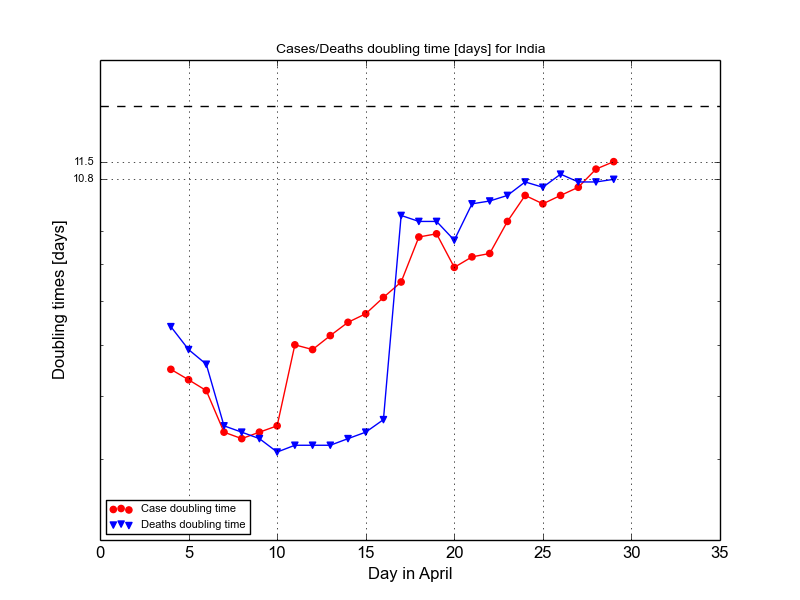 Cases/Deaths doubling time [days] for India
11.5
10.8
Doubling times [days]
Case doubling time
Deaths doubling time
0 5 10 15 20 25 30 35
Day in April